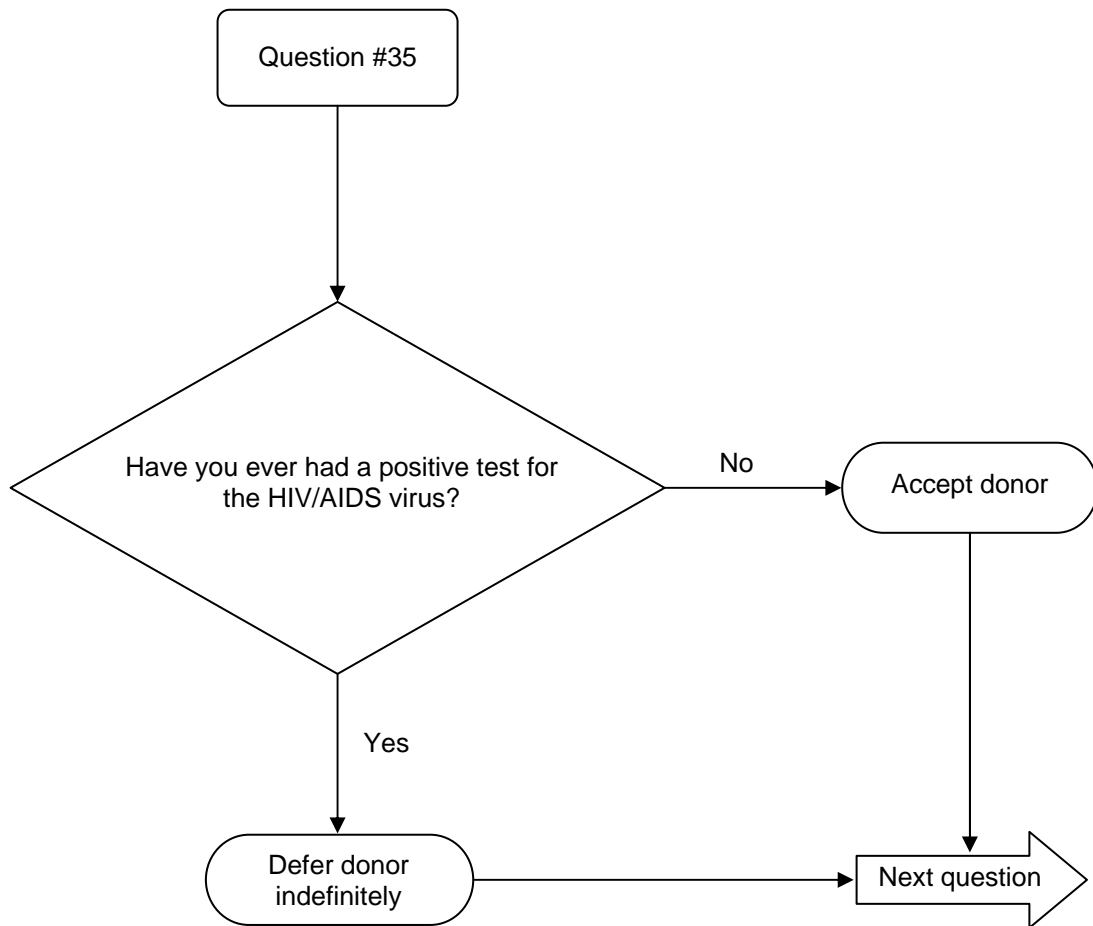 Question #35
Have you ever had a positive test for
the HIV/AIDS virus?
No
Accept donor
Yes
Defer donor
indefinitely
Next question